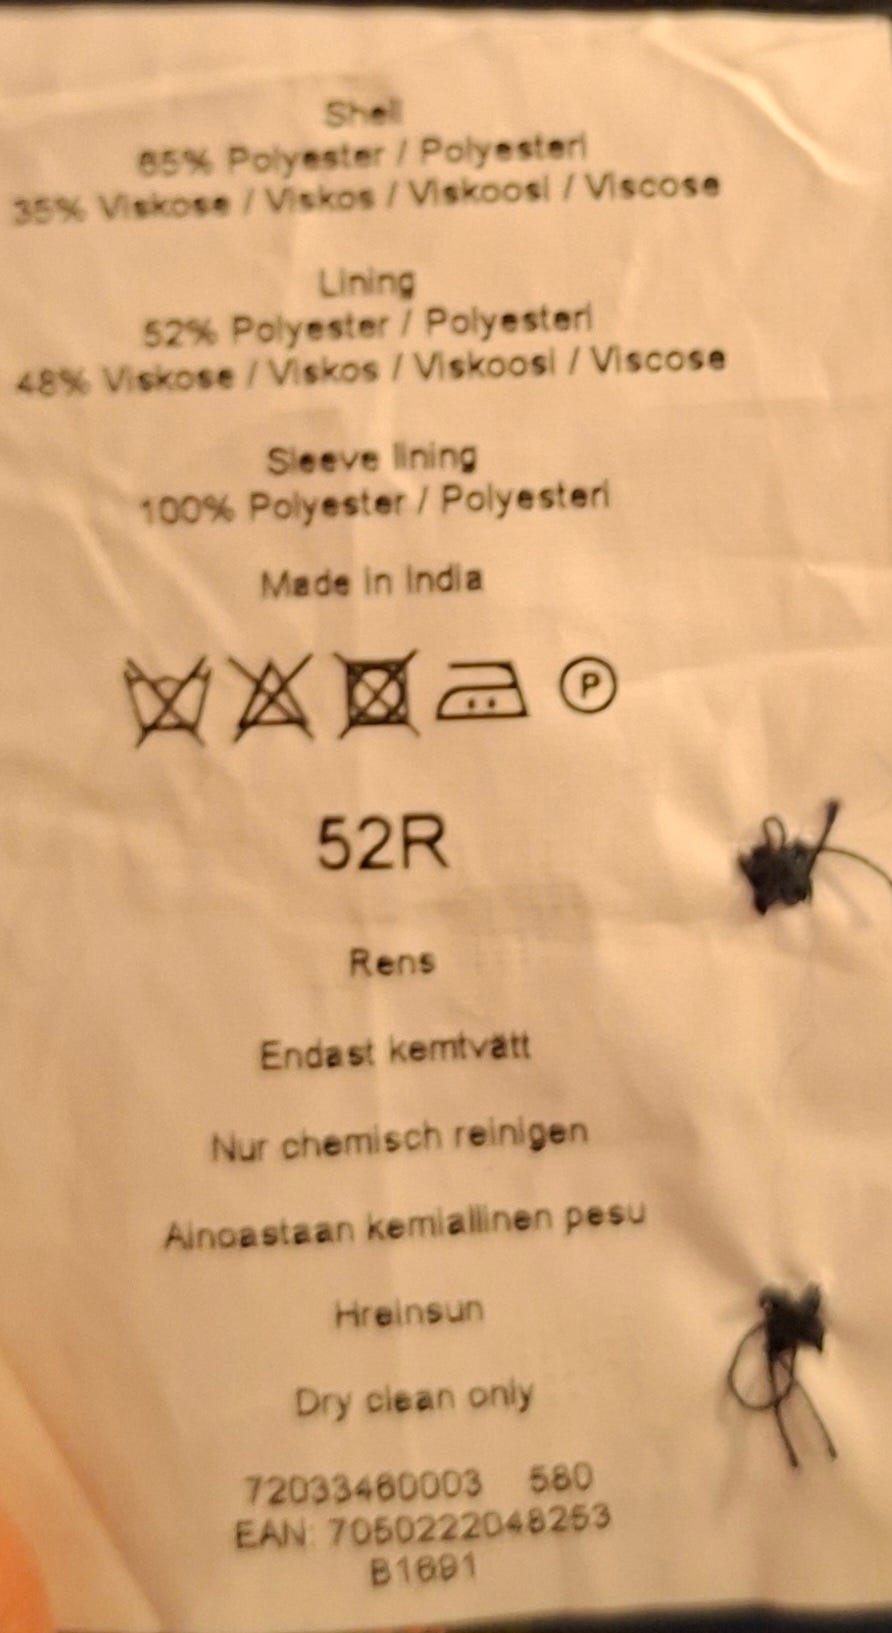 Shell
65% Polyester / Polyesteri
35% Viskose / Viskos / Viskoosi / Viscose
Lining
52% Polyester / Polyesteri
48% Viskose / Viskos / Viskoosi / Viscose
Sleeve lining
100% Polyester / Polyesteri
Made in India
P
52R
Rens
Endast kemtvätt
Nur chemisch reinigen
Ainoastaan kemiallinen pesu
Hreinsun
Dry clean only
72033460003 580
EAN: 7050222048253
B1691